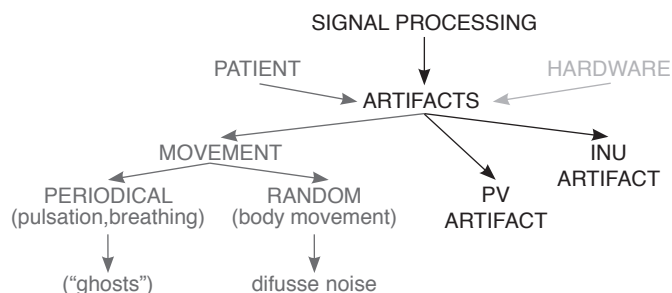 SIGNAL PROCESSING
PATIENT
HARDWARE
ARTIFACTS
MOVEMENT
INU
ARTIFACT
PERIODICAL
(pulsation,breathing)
RANDOM
(body movement)
PV
ARTIFACT
(“ghosts”)
difusse noise